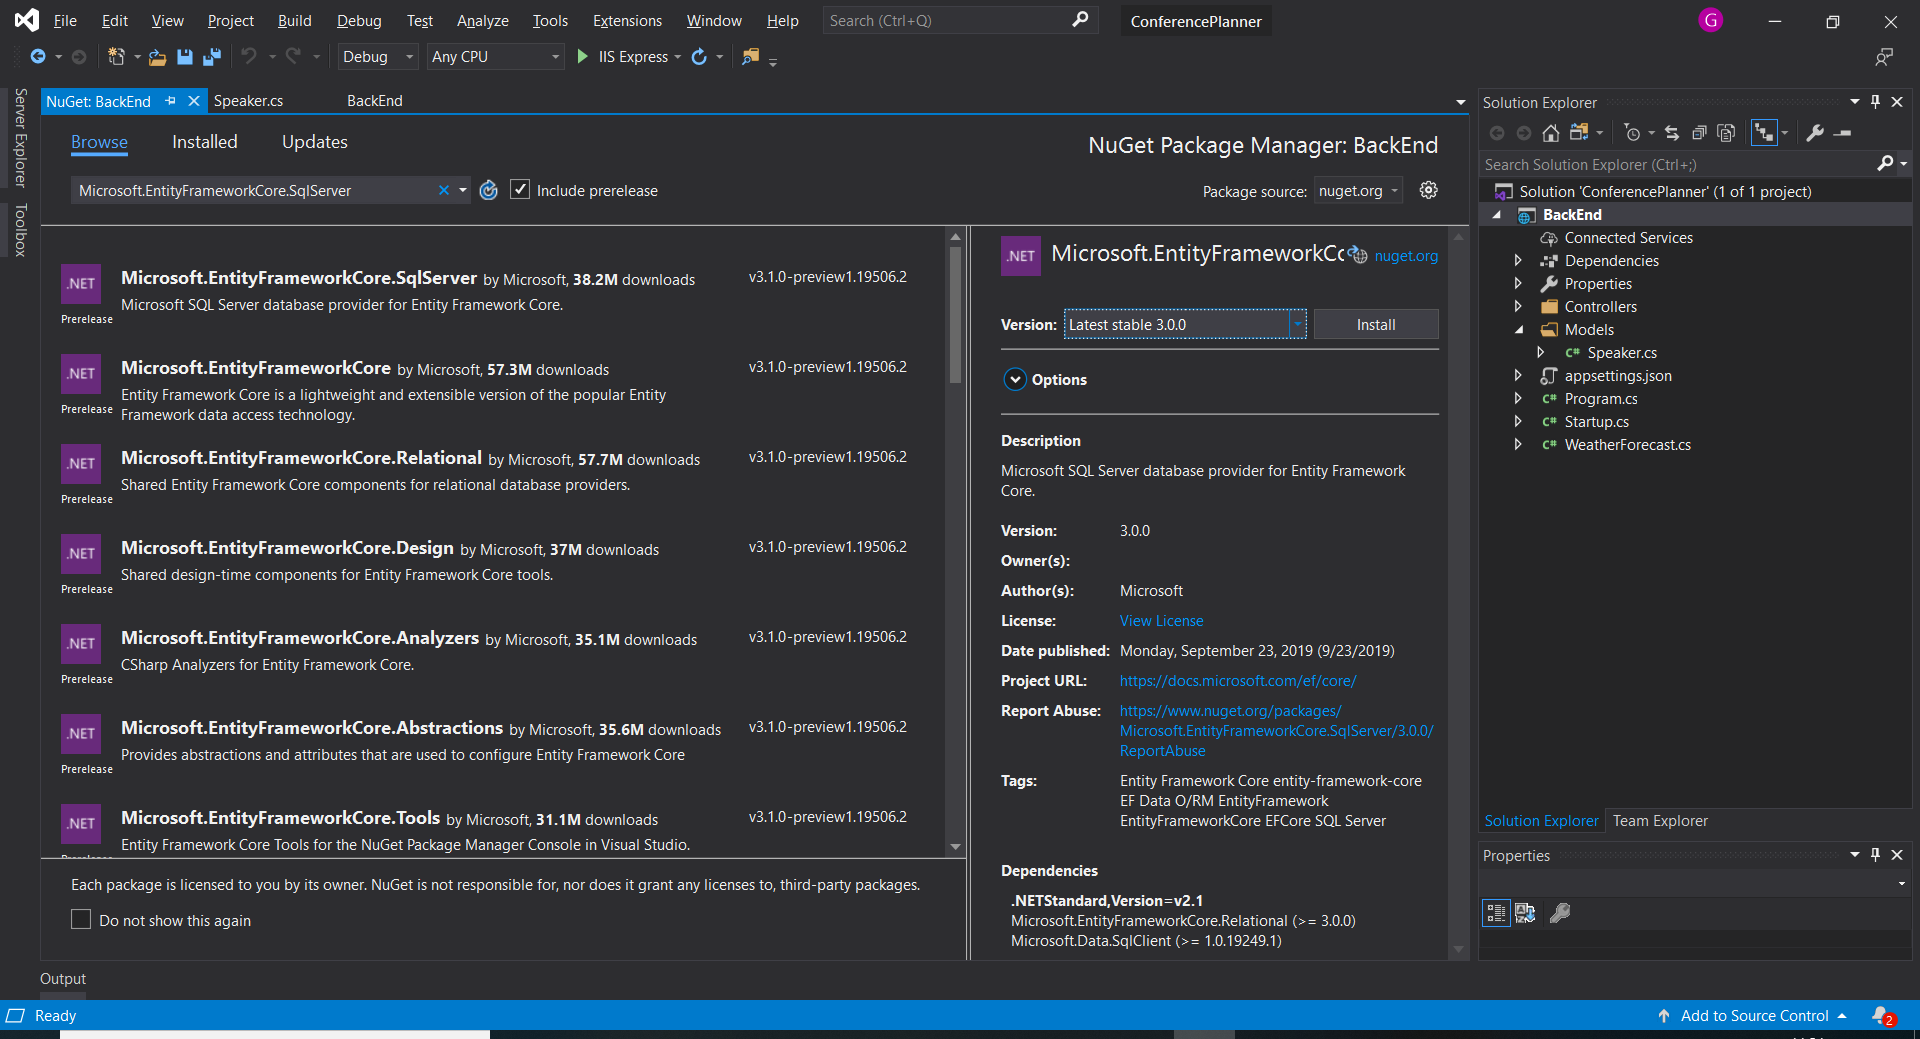 File Edit View Project Build Debug Test Analyze Tools Extensions Window Help Search (Ctrl+Q) ConferencePlanner G
Debug Any CPU IIS Express
Server Explorer
Toolbox
NuGet: BackEnd Speaker.cs BackEnd
Browse Installed Updates NuGet Package Manager: BackEnd
Microsoft.EntityFrameworkCore.SqlServer Include prerelease Package source: nuget.org
.NET Microsoft.EntityFrameworkCore.SqlServer by Microsoft, 38.2M downloads v3.1.0-preview1.19506.2
Microsoft SQL Server database provider for Entity Framework Core.
Prerelease
.NET Microsoft.EntityFrameworkCore by Microsoft, 57.3M downloads v3.1.0-preview1.19506.2
Entity Framework Core is a lightweight and extensible version of the popular Entity
Prerelease Framework data access technology.
.NET Microsoft.EntityFrameworkCore.Relational by Microsoft, 57.7M downloads v3.1.0-preview1.19506.2
Shared Entity Framework Core components for relational database providers.
Prerelease
.NET Microsoft.EntityFrameworkCore.Design by Microsoft, 37M downloads v3.1.0-preview1.19506.2
Shared design-time components for Entity Framework Core tools.
Prerelease
.NET Microsoft.EntityFrameworkCore.Analyzers by Microsoft, 35.1M downloads v3.1.0-preview1.19506.2
CSharp Analyzers for Entity Framework Core.
Prerelease
.NET Microsoft.EntityFrameworkCore.Abstractions by Microsoft, 35.6M downloads v3.1.0-preview1.19506.2
Provides abstractions and attributes that are used to configure Entity Framework Core
Prerelease
.NET Microsoft.EntityFrameworkCore.Tools by Microsoft, 31.1M downloads v3.1.0-preview1.19506.2
Entity Framework Core Tools for the NuGet Package Manager Console in Visual Studio.
Each package is licensed to you by its owner. NuGet is not responsible for, nor does it grant any licenses to, third-party packages.
Do not show this again
.NET Microsoft.EntityFrameworkCo nuget.org
Version: Latest stable 3.0.0 Install
Options
Description
Microsoft SQL Server database provider for Entity Framework
Core.
Version: 3.0.0
Owner(s):
Author(s): Microsoft
License: View License
Date published: Monday, September 23, 2019 (9/23/2019)
Project URL: https://docs.microsoft.com/ef/core/
Report Abuse: https://www.nuget.org/packages/
Microsoft.EntityFrameworkCore.SqlServer/3.0.0/
ReportAbuse
Tags: Entity Framework Core entity-framework-core
EF Data O/RM EntityFramework
EntityFrameworkCore EFCore SQL Server
Dependencies
.NETStandard,Version=v2.1
Microsoft.EntityFrameworkCore.Relational (>= 3.0.0)
Microsoft.Data.SqlClient (>= 1.0.19249.1)
Solution Explorer
Search Solution Explorer (Ctrl+;)
Solution 'ConferencePlanner' (1 of 1 project)
BackEnd
Connected Services
Dependencies
Properties
Controllers
Models
C# Speaker.cs
appsettings.json
C# Program.cs
C# Startup.cs
C# WeatherForecast.cs
Solution Explorer Team Explorer
Properties
Output
Ready Add to Source Control 2